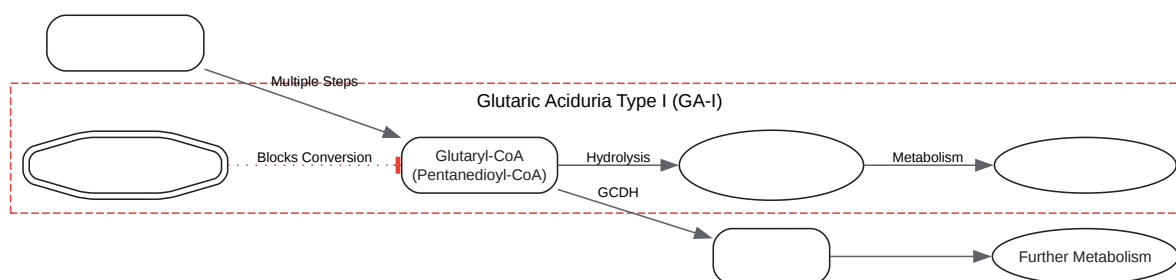 Multiple Steps
Glutaric Aciduria Type I (GA-I)
Blocks Conversion
Glutaryl-CoA
(Pentanedioyl-CoA)
Hydrolysis
Metabolism
GCDH
Further Metabolism